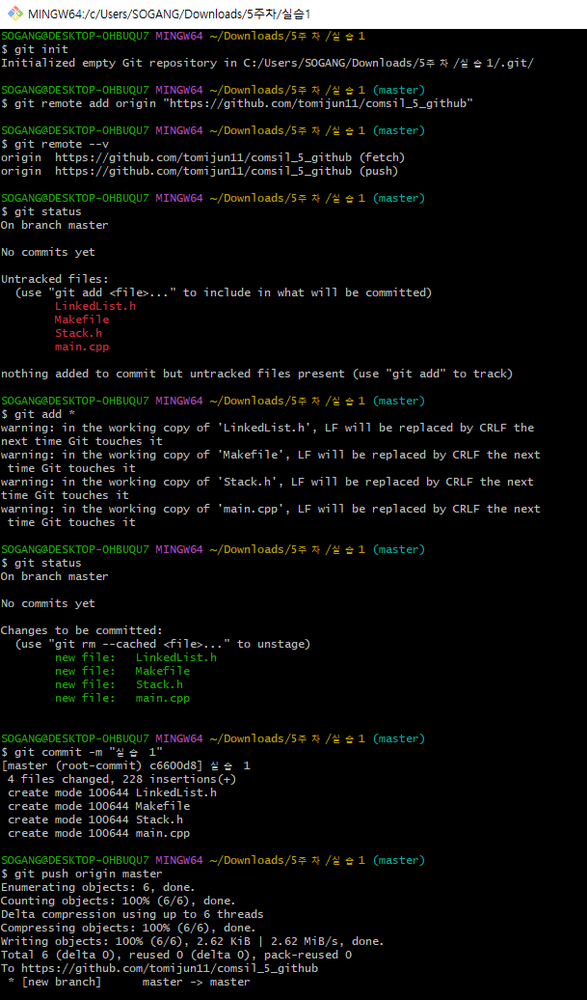 MINGW64:/c/Users/SOGANG/Downloads/5주차/실습1
SOGANG@DESKTOP-OHBUQU7 MINGW64 ~/Downloads/5주차/실습1
$ git init
Initialized empty Git repository in C:/Users/SOGANG/Downloads/5주차/실습1/.git/

SOGANG@DESKTOP-OHBUQU7 MINGW64 ~/Downloads/5주차/실습1 (master)
$ git remote add origin "https://github.com/tomijun11/comsil_5_github"

SOGANG@DESKTOP-OHBUQU7 MINGW64 ~/Downloads/5주차/실습1 (master)
$ git remote --v
origin  https://github.com/tomijun11/comsil_5_github (fetch)
origin  https://github.com/tomijun11/comsil_5_github (push)

SOGANG@DESKTOP-OHBUQU7 MINGW64 ~/Downloads/5주차/실습1 (master)
$ git status
On branch master

No commits yet

Untracked files:
  (use "git add <file>..." to include in what will be committed)
        LinkedList.h
        Makefile
        Stack.h
        main.cpp

nothing added to commit but untracked files present (use "git add" to track)

SOGANG@DESKTOP-OHBUQU7 MINGW64 ~/Downloads/5주차/실습1 (master)
$ git add *
warning: in the working copy of 'LinkedList.h', LF will be replaced by CRLF the
next time Git touches it
warning: in the working copy of 'Makefile', LF will be replaced by CRLF the next
 time Git touches it
warning: in the working copy of 'Stack.h', LF will be replaced by CRLF the next
time Git touches it
warning: in the working copy of 'main.cpp', LF will be replaced by CRLF the next
 time Git touches it

SOGANG@DESKTOP-OHBUQU7 MINGW64 ~/Downloads/5주차/실습1 (master)
$ git status
On branch master

No commits yet

Changes to be committed:
  (use "git rm --cached <file>..." to unstage)
        new file:   LinkedList.h
        new file:   Makefile
        new file:   Stack.h
        new file:   main.cpp

SOGANG@DESKTOP-OHBUQU7 MINGW64 ~/Downloads/5주차/실습1 (master)
$ git commit -m "실습 1"
[master (root-commit) c6600d8] 실습 1
 4 files changed, 228 insertions(+)
 create mode 100644 LinkedList.h
 create mode 100644 Makefile
 create mode 100644 Stack.h
 create mode 100644 main.cpp

SOGANG@DESKTOP-OHBUQU7 MINGW64 ~/Downloads/5주차/실습1 (master)
$ git push origin master
Enumerating objects: 6, done.
Counting objects: 100% (6/6), done.
Delta compression using up to 6 threads
Compressing objects: 100% (6/6), done.
Writing objects: 100% (6/6), 2.62 KiB | 2.62 MiB/s, done.
Total 6 (delta 0), reused 0 (delta 0), pack-reused 0
To https://github.com/tomijun11/comsil_5_github
 * [new branch]      master -> master